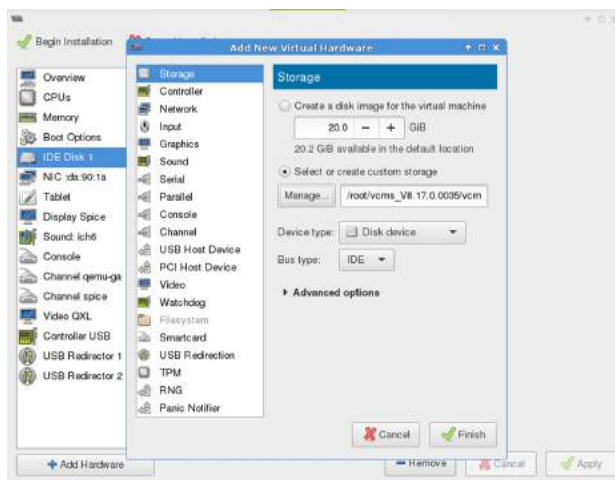 Begin Installation
Add New Virtual Hardware
Overview
CPUs
Memory
Boot Options
IDE Disk 1
NIC :da:90:1a
Tablet
Display Spice
Sound: ich6
Console
Channel qemu-ga
Channel spice
Video QXL
Controller USB
USB Redirector 1
USB Redirector 2
Add Hardware
Storage
Controller
Network
Input
Graphics
Sound
Serial
Parallel
Console
Channel
USB Host Device
PCI Host Device
Video
Watchdog
Filesystem
Smartcard
USB Redirection
TPM
RNG
Panic Notifier
Storage
Create a disk image for the virtual machine
20.0 − + GiB
20.2 GiB available in the default location
Select or create custom storage
Manage... /root/vcms_V8.17.0.0035/vcm
Device type: Disk device
Bus type: IDE
Advanced options
Cancel Finish
Remove Cancel Apply